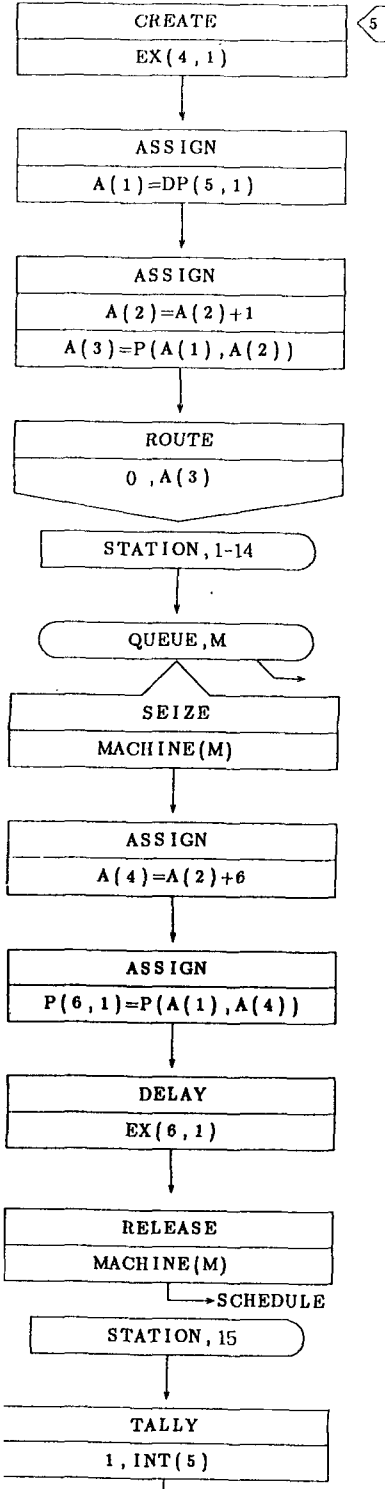 CREATE
5
EX(4,1)
ASSIGN
A(1)=DP(5,1)
ASSIGN
A(2)=A(2)+1
A(3)=P(A(1),A(2))
ROUTE
0,A(3)
STATION,1-14
QUEUE,M
SEIZE
MACHINE(M)
ASSIGN
A(4)=A(2)+6
ASSIGN
P(6,1)=P(A(1),A(4))
DELAY
EX(6,1)
RELEASE
MACHINE(M)
SCHEDULE
STATION,15
TALLY
1,INT(5)